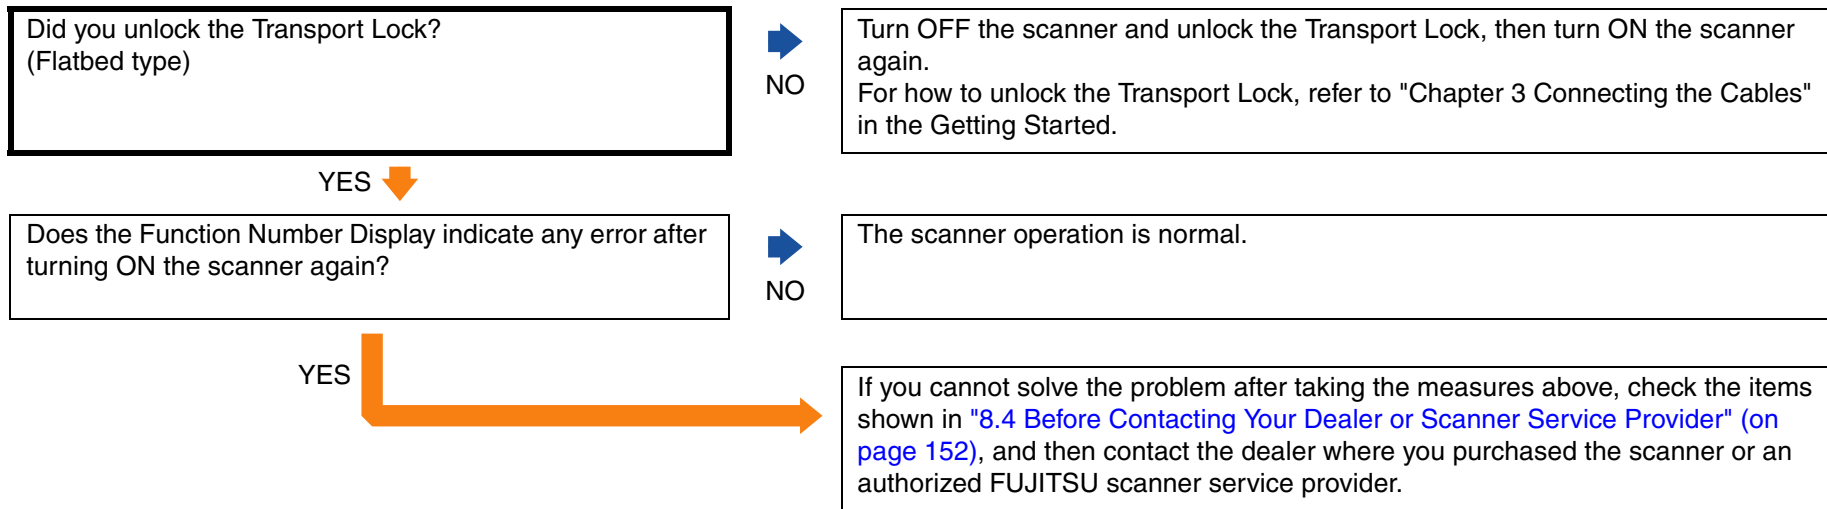 Did you unlock the Transport Lock?
(Flatbed type)
NO
Turn OFF the scanner and unlock the Transport Lock, then turn ON the scanner
again.
For how to unlock the Transport Lock, refer to "Chapter 3 Connecting the Cables"
in the Getting Started.
YES
Does the Function Number Display indicate any error after
turning ON the scanner again?
NO
The scanner operation is normal.
YES
If you cannot solve the problem after taking the measures above, check the items
shown in "8.4 Before Contacting Your Dealer or Scanner Service Provider" (on
page 152), and then contact the dealer where you purchased the scanner or an
authorized FUJITSU scanner service provider.